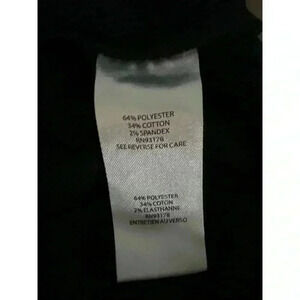 64% POLYESTER
34% COTTON
2% SPANDEX
RN93178
SEE REVERSE FOR CARE
64% POLYESTER
34% COTON
2% ELASTHANNE
RN93178
ENTRETIEN AU VERSO